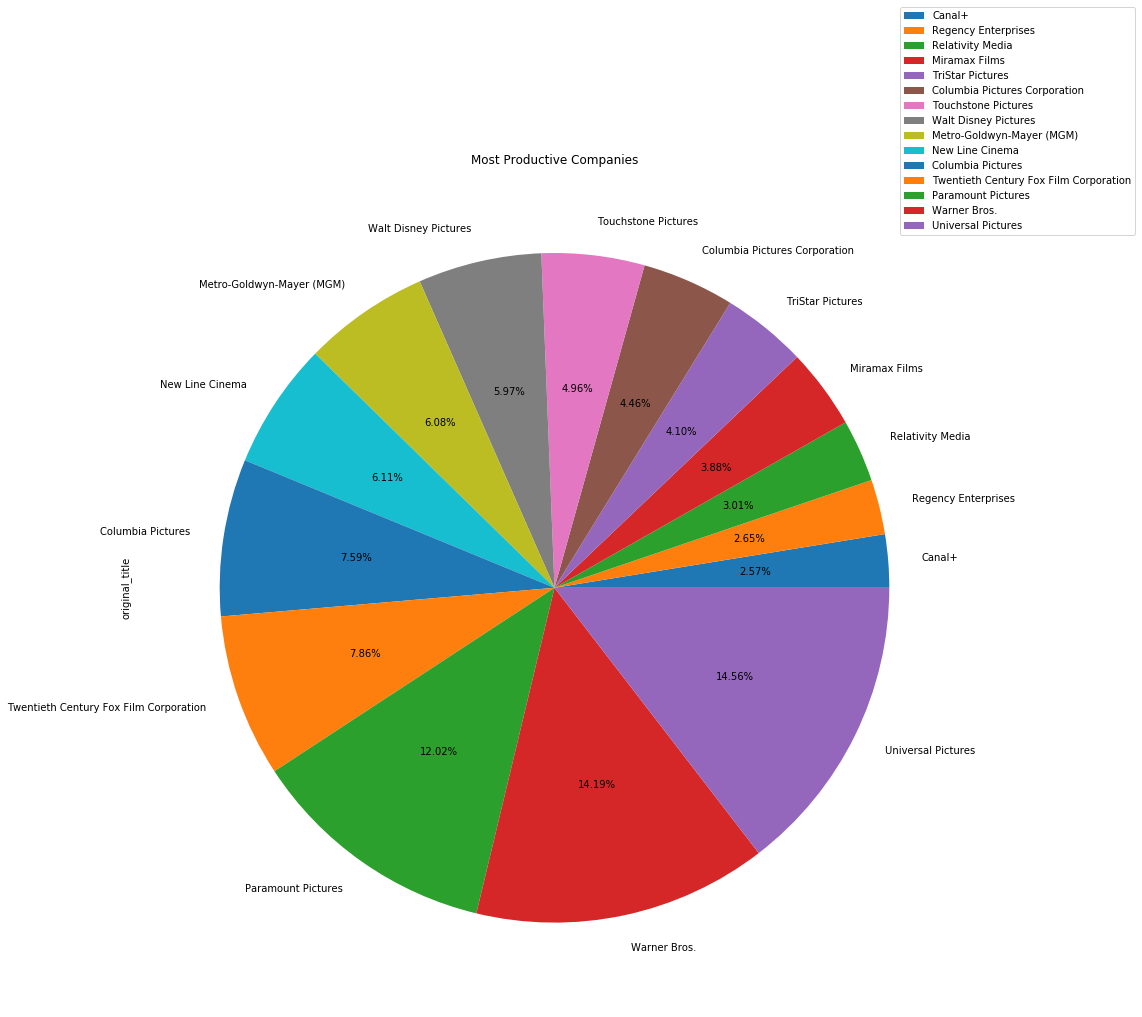 Canal+
Regency Enterprises
Relativity Media
Miramax Films
TriStar Pictures
Columbia Pictures Corporation
Touchstone Pictures
Walt Disney Pictures
Metro-Goldwyn-Mayer (MGM)
New Line Cinema
Columbia Pictures
Twentieth Century Fox Film Corporation
Paramount Pictures
Warner Bros.
Universal Pictures
Most Productive Companies
Touchstone Pictures
Walt Disney Pictures
Columbia Pictures Corporation
Metro-Goldwyn-Mayer (MGM)
TriStar Pictures
Miramax Films
New Line Cinema
4.96%
5.97%
4.46%
6.08%
4.10%
Relativity Media
3.88%
6.11%
Regency Enterprises
3.01%
Columbia Pictures
2.65%
7.59%
Canal+
2.57%
original_title
7.86%
14.56%
Twentieth Century Fox Film Corporation
12.02%
Universal Pictures
14.19%
Paramount Pictures
Warner Bros.